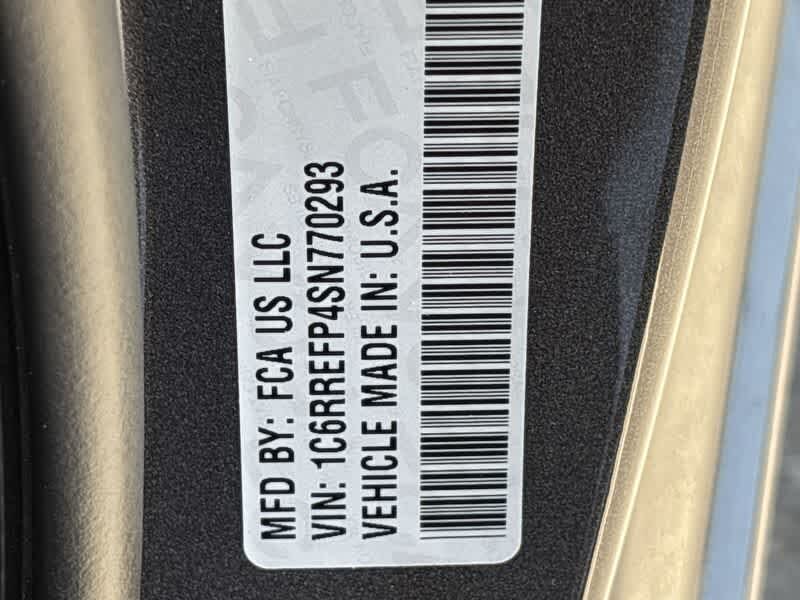 MFD BY: FCA US LLC
VIN: 1C6RREFP4SN770293
VEHICLE MADE IN: U.S.A.